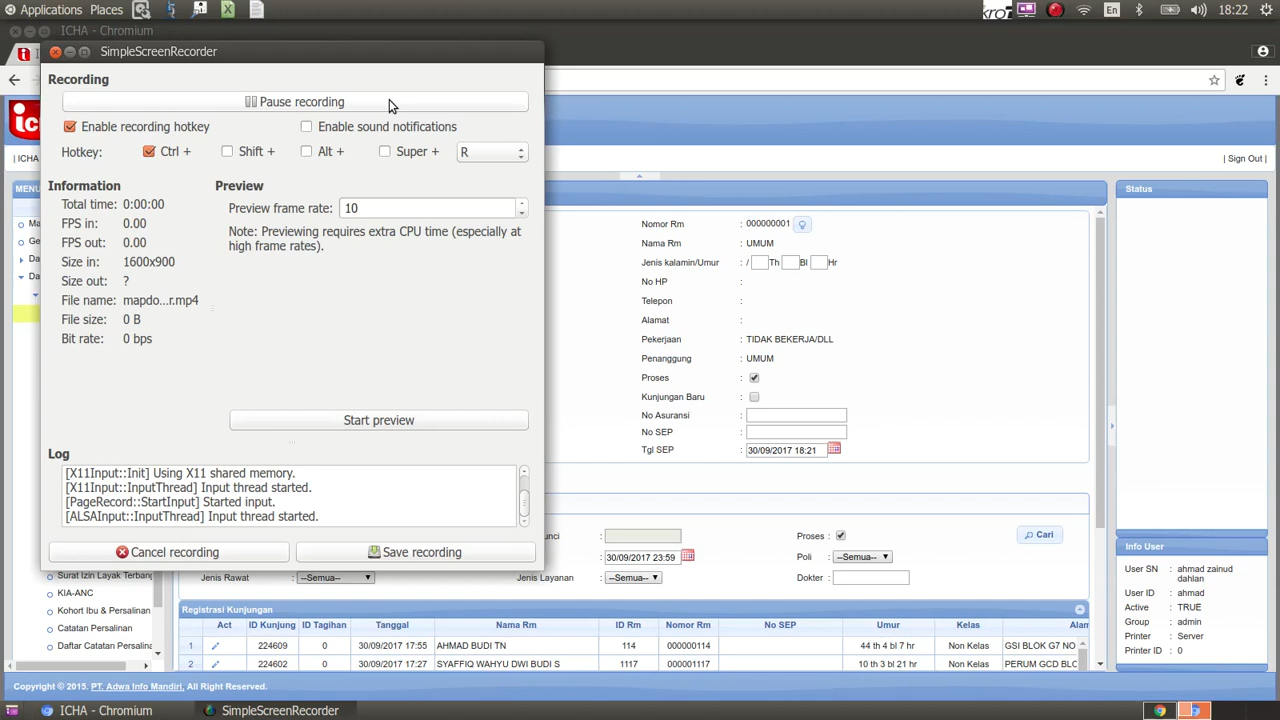 Applications Places
18:22
En
ICHA - Chromium
SimpleScreenRecorder
Recording
Pause recording
Enable recording hotkey
Enable sound notifications
Hotkey: Ctrl + Shift + Alt + Super + R
Information
Total time: 0:00:00
FPS in: 0.00
FPS out: 0.00
Size in: 1600x900
Size out: ?
File name: mapdo...r.mp4
File size: 0 B
Bit rate: 0 bps
Preview
Preview frame rate: 10
Note: Previewing requires extra CPU time (especially at
high frame rates).
Start preview
Log
[X11Input::Init] Using X11 shared memory.
[X11Input::InputThread] Input thread started.
[PageRecord::StartInput] Started input.
[ALSAInput::InputThread] Input thread started.
Cancel recording
Save recording
| ICHA
| Sign Out |
MENU
Nomor Rm : 000000001
Nama Rm : UMUM
Jenis kalamin/Umur : / Th Bl Hr
No HP :
Telepon :
Alamat :
Pekerjaan : TIDAK BEKERJA/DLL
Penanggung : UMUM
Proses :
Kunjungan Baru :
No Asuransi :
No SEP :
Tgl SEP : 30/09/2017 18:21
Proses :
Cari
: 30/09/2017 23:59
Poli : --Semua--
Jenis Rawat : --Semua--
Jenis Layanan : --Semua--
Dokter :
Registrasi Kunjungan
Act ID Kunjung ID Tagihan Tanggal Nama Rm ID Rm Nomor Rm No SEP Umur Kelas Alam
1 224609 0 30/09/2017 17:55 AHMAD BUDI TN 114 000000114 44 th 4 bl 7 hr Non Kelas GSI BLOK G7 NO
2 224602 0 30/09/2017 17:27 SYAFFIQ WAHYU DWI BUDI S 1117 000001117 10 th 3 bl 21 hr Non Kelas PERUM GCD BLC
Surat Izin Layak Terbang
KIA-ANC
Kohort Ibu & Persalinan
Catatan Persalinan
Daftar Catatan Persalinan
Status
Info User
User SN : ahmad zainud
dahlan
User ID : ahmad
Active : TRUE
Group : admin
Printer : Server
Printer ID : 0
Copyright © 2015. PT. Adwa Info Mandiri, All Right Reserved.
ICHA - Chromium
SimpleScreenRecorder